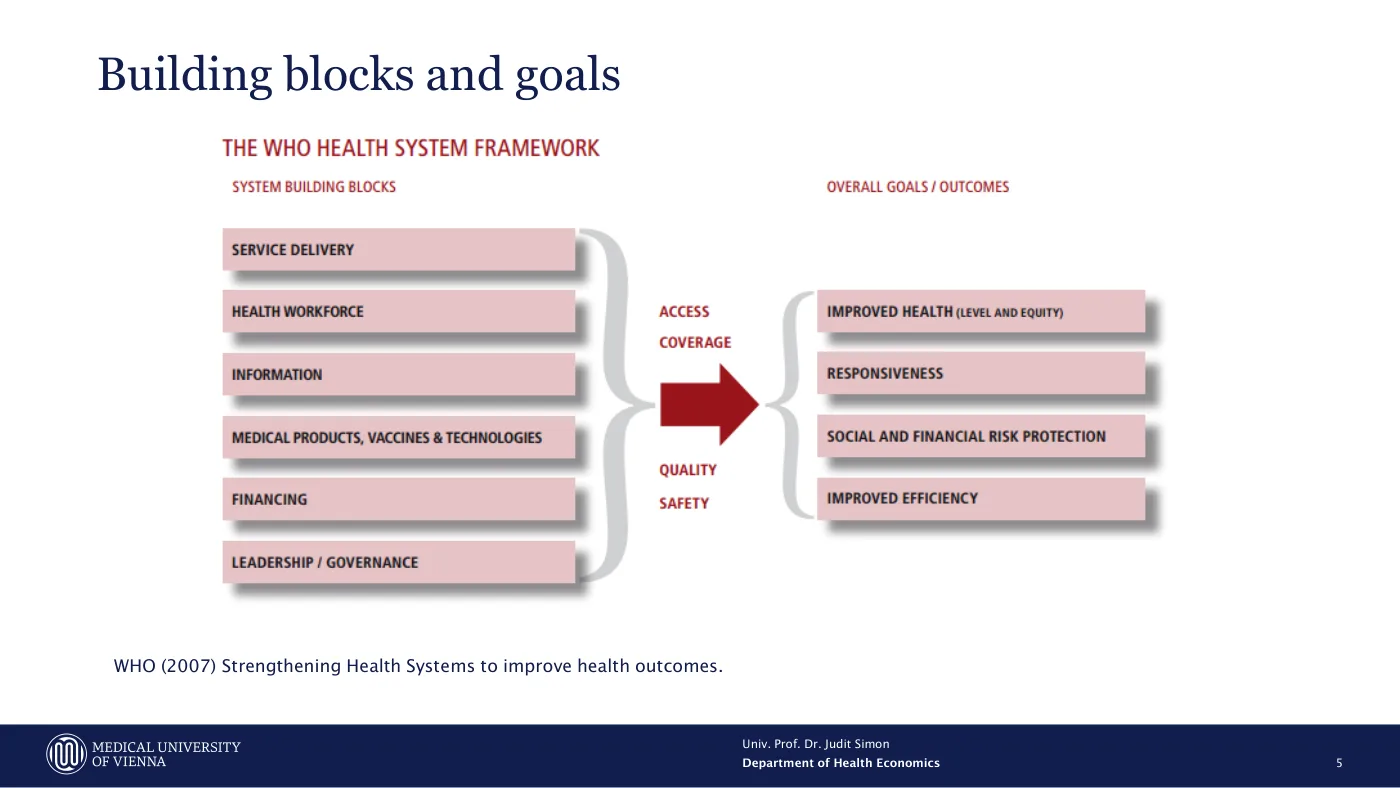 Building blocks and goals
THE WHO HEALTH SYSTEM FRAMEWORK
SYSTEM BUILDING BLOCKS
SERVICE DELIVERY
HEALTH WORKFORCE
INFORMATION
MEDICAL PRODUCTS, VACCINES & TECHNOLOGIES
FINANCING
LEADERSHIP / GOVERNANCE
ACCESS
COVERAGE
QUALITY
SAFETY
OVERALL GOALS / OUTCOMES
IMPROVED HEALTH (LEVEL AND EQUITY)
RESPONSIVENESS
SOCIAL AND FINANCIAL RISK PROTECTION
IMPROVED EFFICIENCY
WHO (2007) Strengthening Health Systems to improve health outcomes.
MEDICAL UNIVERSITY
OF VIENNA
Univ. Prof. Dr. Judit Simon
Department of Health Economics
5